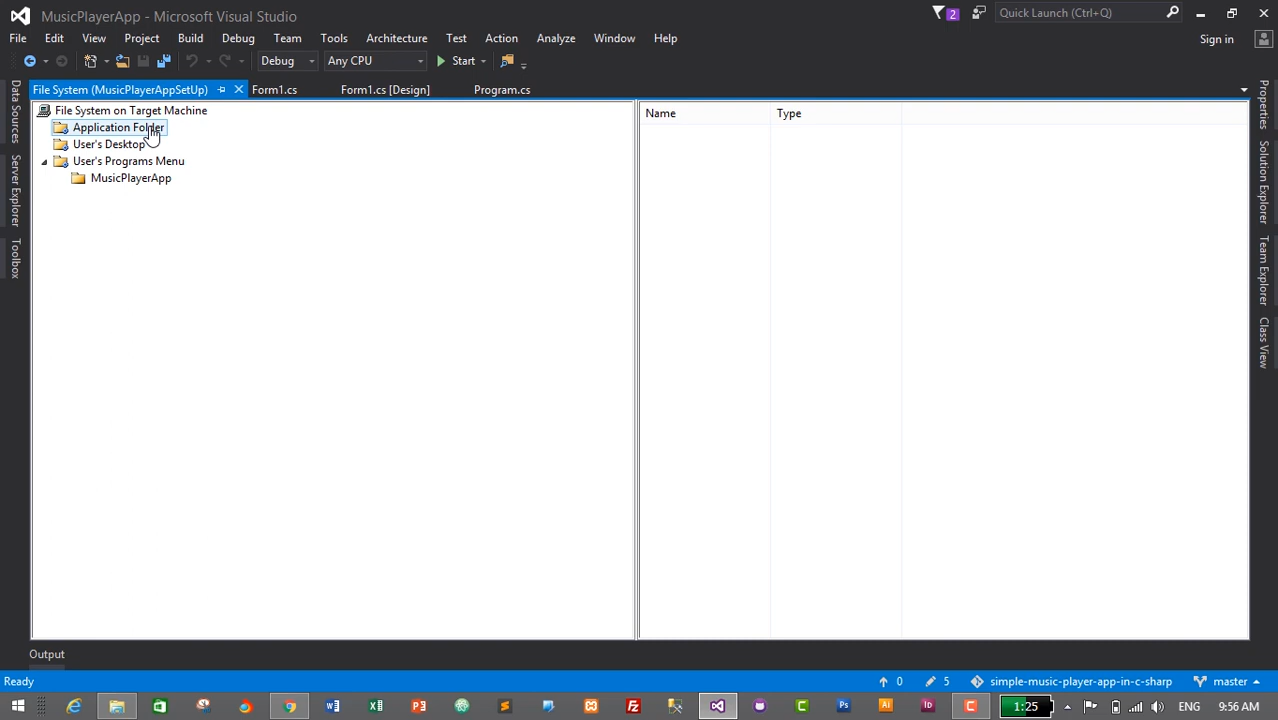 MusicPlayerApp - Microsoft Visual Studio
2
Quick Launch (Ctrl+Q)
File Edit View Project Build Debug Team Tools Architecture Test Action Analyze Window Help
Sign in
Debug Any CPU Start
File System (MusicPlayerAppSetUp) Form1.cs Form1.cs [Design] Program.cs
File System on Target Machine
Application Folder
User's Desktop
User's Programs Menu
MusicPlayerApp
Name Type
Data Sources
Server Explorer
Toolbox
Properties
Solution Explorer
Team Explorer
Class View
Output
Ready
0 5 simple-music-player-app-in-c-sharp master
1:25
ENG 9:56 AM